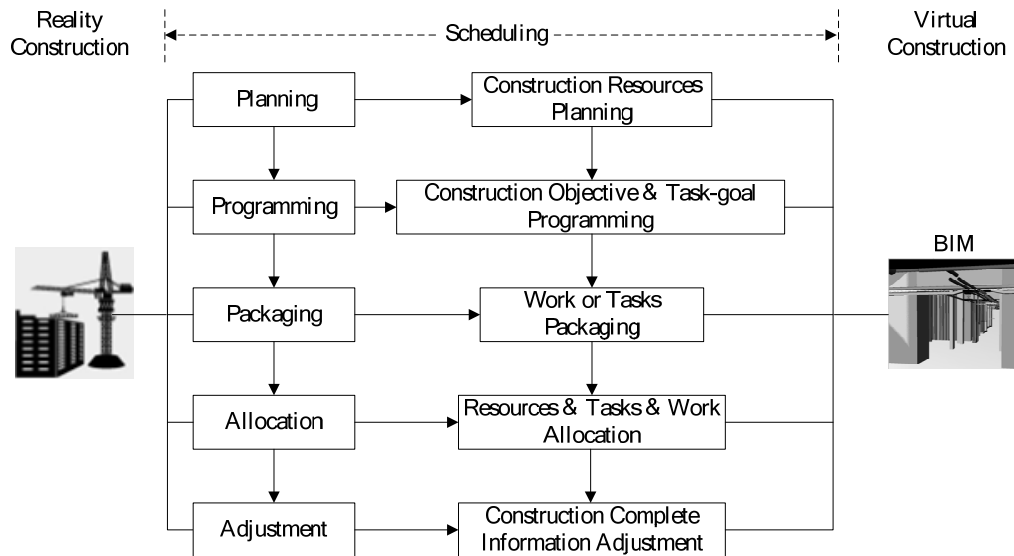 Reality
Construction
Scheduling
Virtual
Construction
Planning
Construction Resources
Planning
Programming
Construction Objective & Task-goal
Programming
BIM
Packaging
Work or Tasks
Packaging
Allocation
Resources & Tasks & Work
Allocation
Adjustment
Construction Complete
Information Adjustment